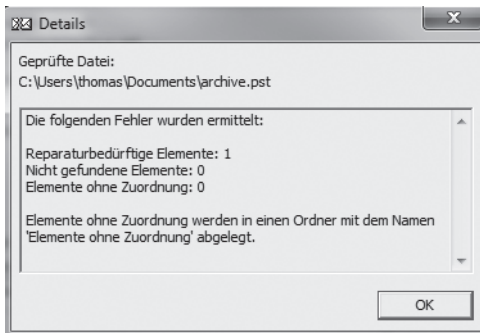 Details
Geprüfte Datei:
C:\Users\thomas\Documents\archive.pst
Die folgenden Fehler wurden ermittelt:
Reparaturbedürftige Elemente: 1
Nicht gefundene Elemente: 0
Elemente ohne Zuordnung: 0
Elemente ohne Zuordnung werden in einen Ordner mit dem Namen
'Elemente ohne Zuordnung' abgelegt.
OK